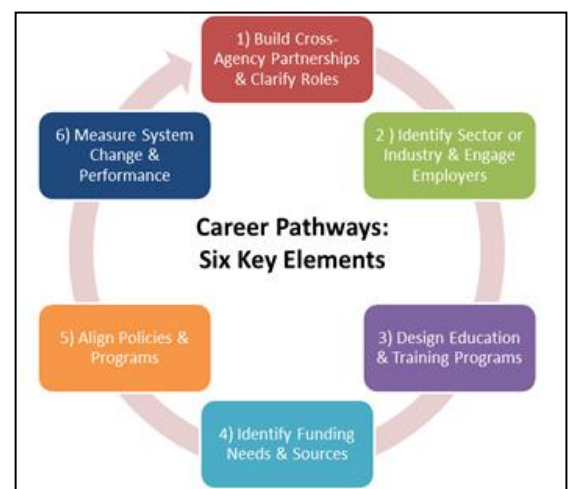 1) Build Cross-
Agency Partnerships
& Clarify Roles
2 ) Identify Sector or
Industry & Engage
Employers
3) Design Education
& Training Programs
4) Identify Funding
Needs & Sources
5) Align Policies &
Programs
6) Measure System
Change &
Performance
Career Pathways:
Six Key Elements